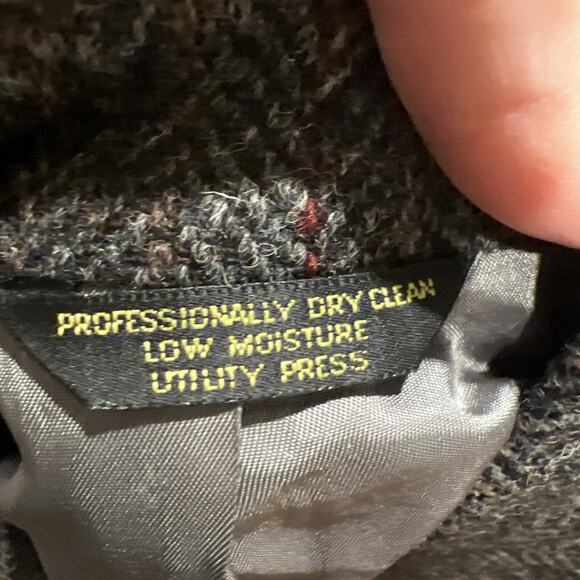 PROFESSIONALLY DRY CLEAN
LOW MOISTURE
UTILITY PRESS